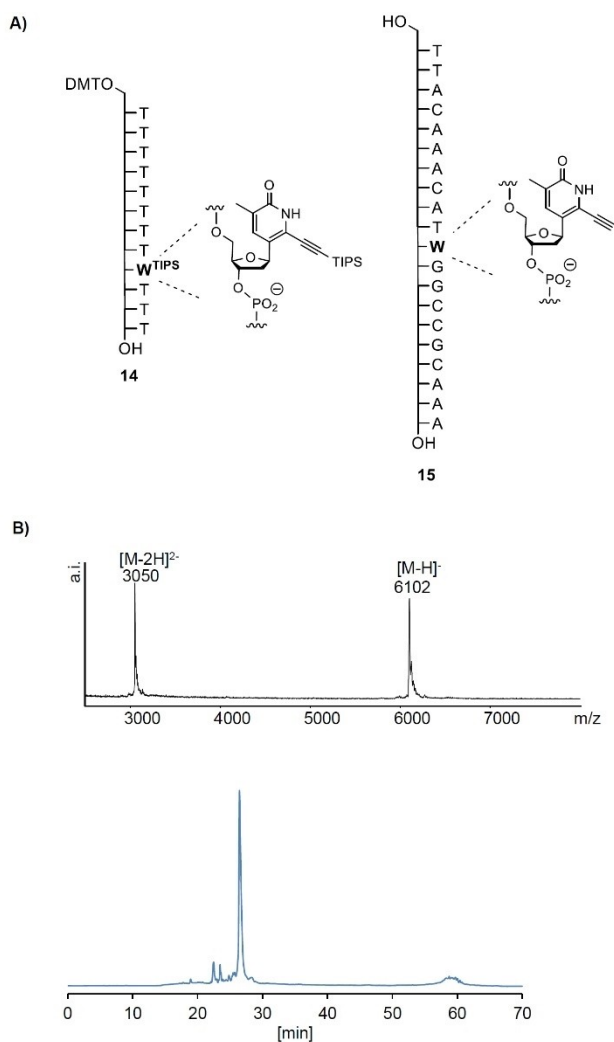 A)
DMTO
T
T
T
T
T
T
T
T
W^TIPS
T
T
T
OH
14
O
NH
O
O
TIPS
O
PO2
⊖
HO
T
T
A
C
A
A
A
C
A
T
W
G
G
C
C
G
C
A
A
A
OH
15
O
NH
O
O
O
PO2
⊖
B)
a.i.
[M-2H]2-
3050
[M-H]-
6102
3000 4000 5000 6000 7000 m/z
0 10 20 30 40 50 60 70
[min]